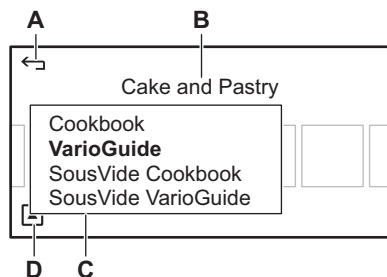 A B
Cake and Pastry
Cookbook
VarioGuide
SousVide Cookbook
SousVide VarioGuide
D C